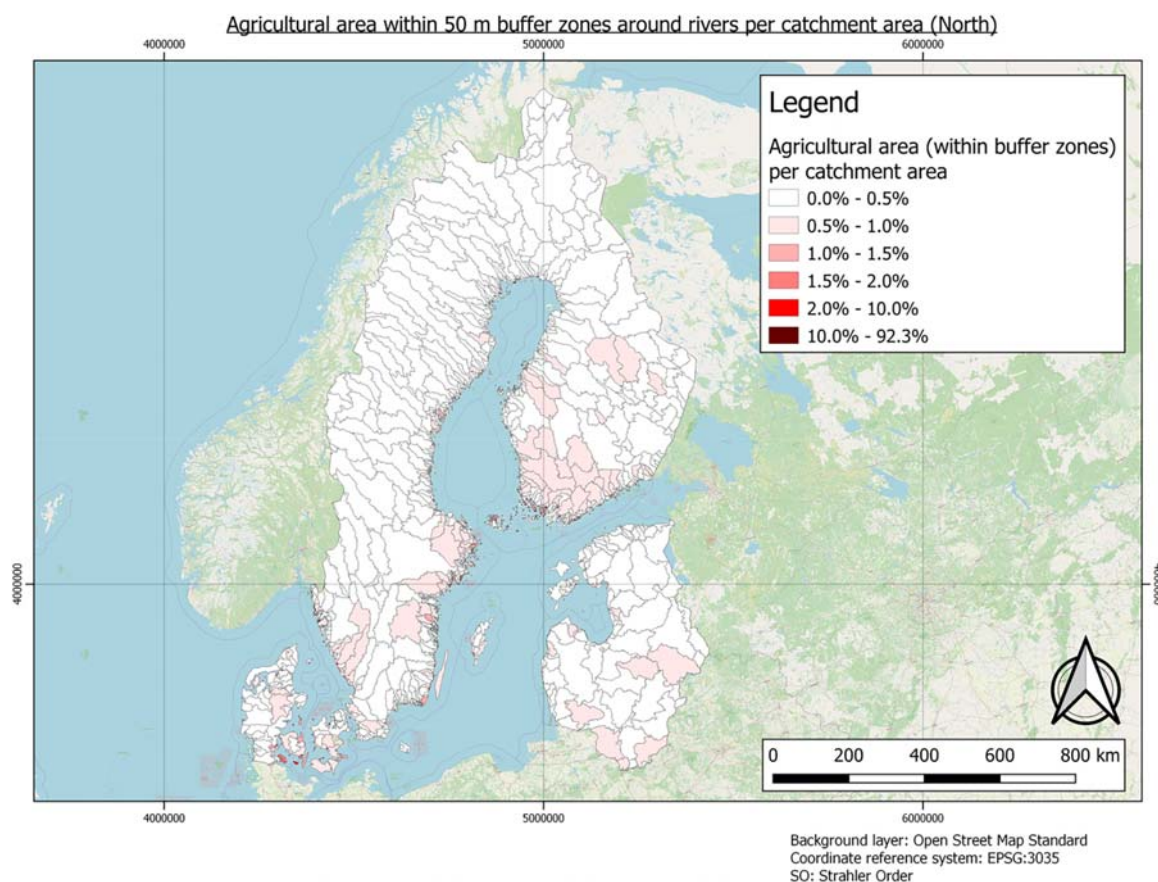 Agricultural area within 50 m buffer zones around rivers per catchment area (North)
4000000 5000000 6000000
Legend
Agricultural area (within buffer zones)
per catchment area
0.0% - 0.5%
0.5% - 1.0%
1.0% - 1.5%
1.5% - 2.0%
2.0% - 10.0%
10.0% - 92.3%
4000000 4000000
0 200 400 600 800 km
4000000 5000000 6000000
Background layer: Open Street Map Standard
Coordinate reference system: EPSG:3035
SO: Strahler Order